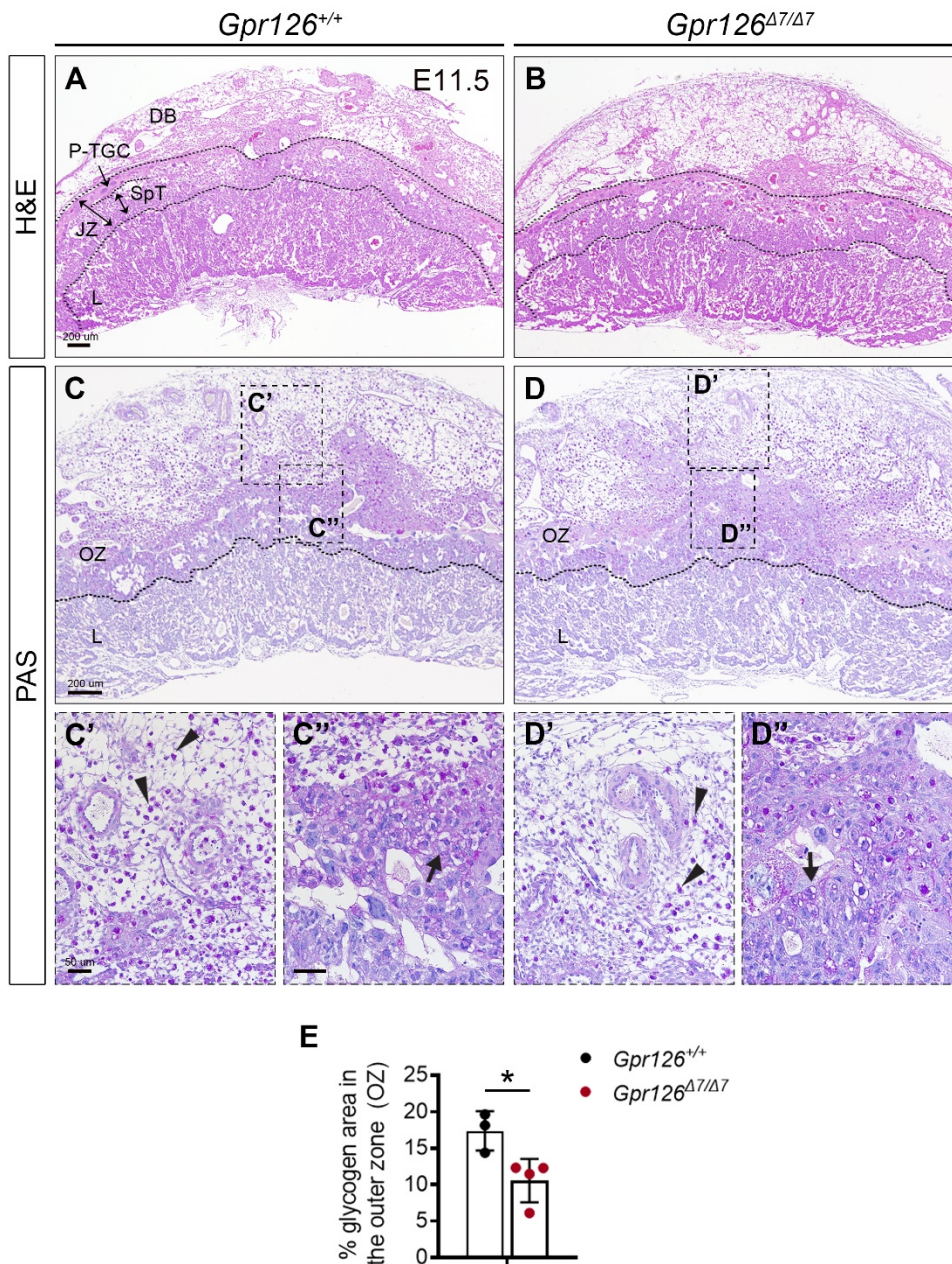 Gpr126+/+
Gpr126Δ7/Δ7
H&E
A
E11.5
DB
P-TGC
SpT
JZ
L
200 um
B
PAS
C
C’
C”
OZ
L
200 um
D
D’
D”
OZ
L
C’
50 um
C”
D’
D”
E
% glycogen area in
the outer zone (OZ)
25
20
15
10
5
0
*
Gpr126+/+
Gpr126Δ7/Δ7